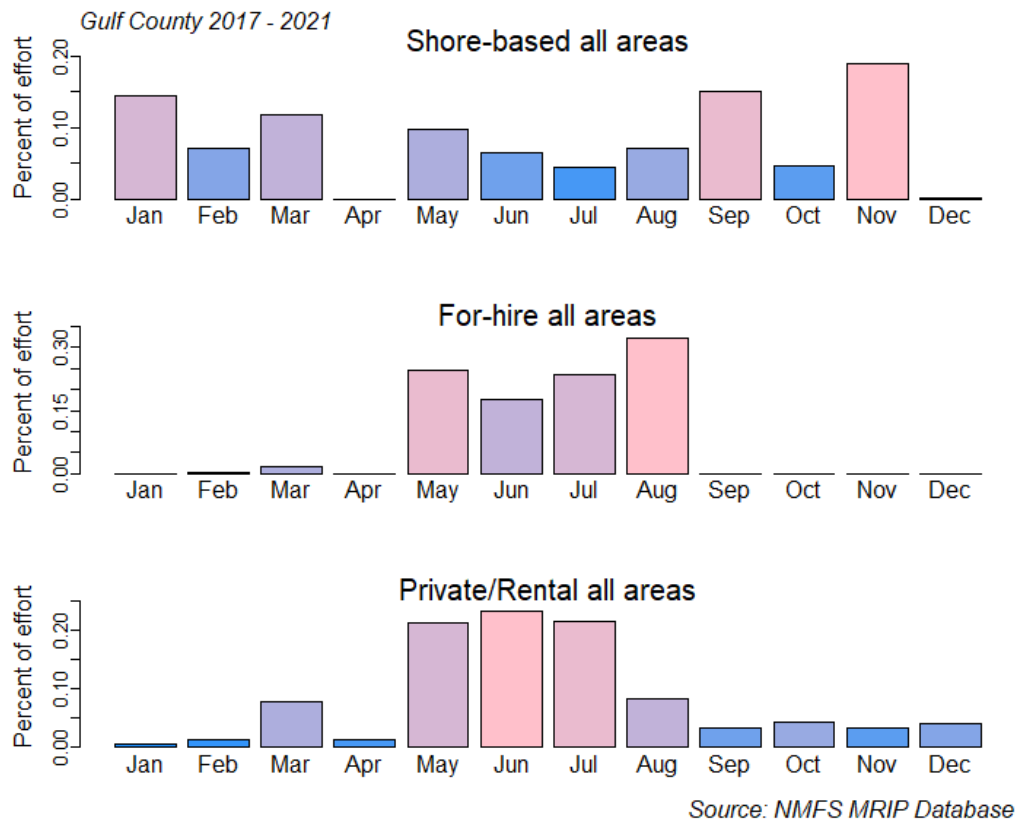 Gulf County 2017 - 2021
Shore-based all areas
Percent of effort
0.20
0.10
0.00
Jan Feb Mar Apr May Jun Jul Aug Sep Oct Nov Dec
For-hire all areas
Percent of effort
0.30
0.15
0.00
Jan Feb Mar Apr May Jun Jul Aug Sep Oct Nov Dec
Private/Rental all areas
Percent of effort
0.20
0.10
0.00
Jan Feb Mar Apr May Jun Jul Aug Sep Oct Nov Dec
Source: NMFS MRIP Database